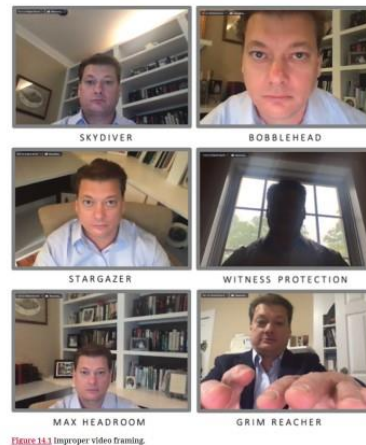 SKYDIVER
BOBBLEHEAD
STARGAZER
WITNESS PROTECTION
MAX HEADROOM
GRIM REACHER
Figure 14.1 Improper video framing.